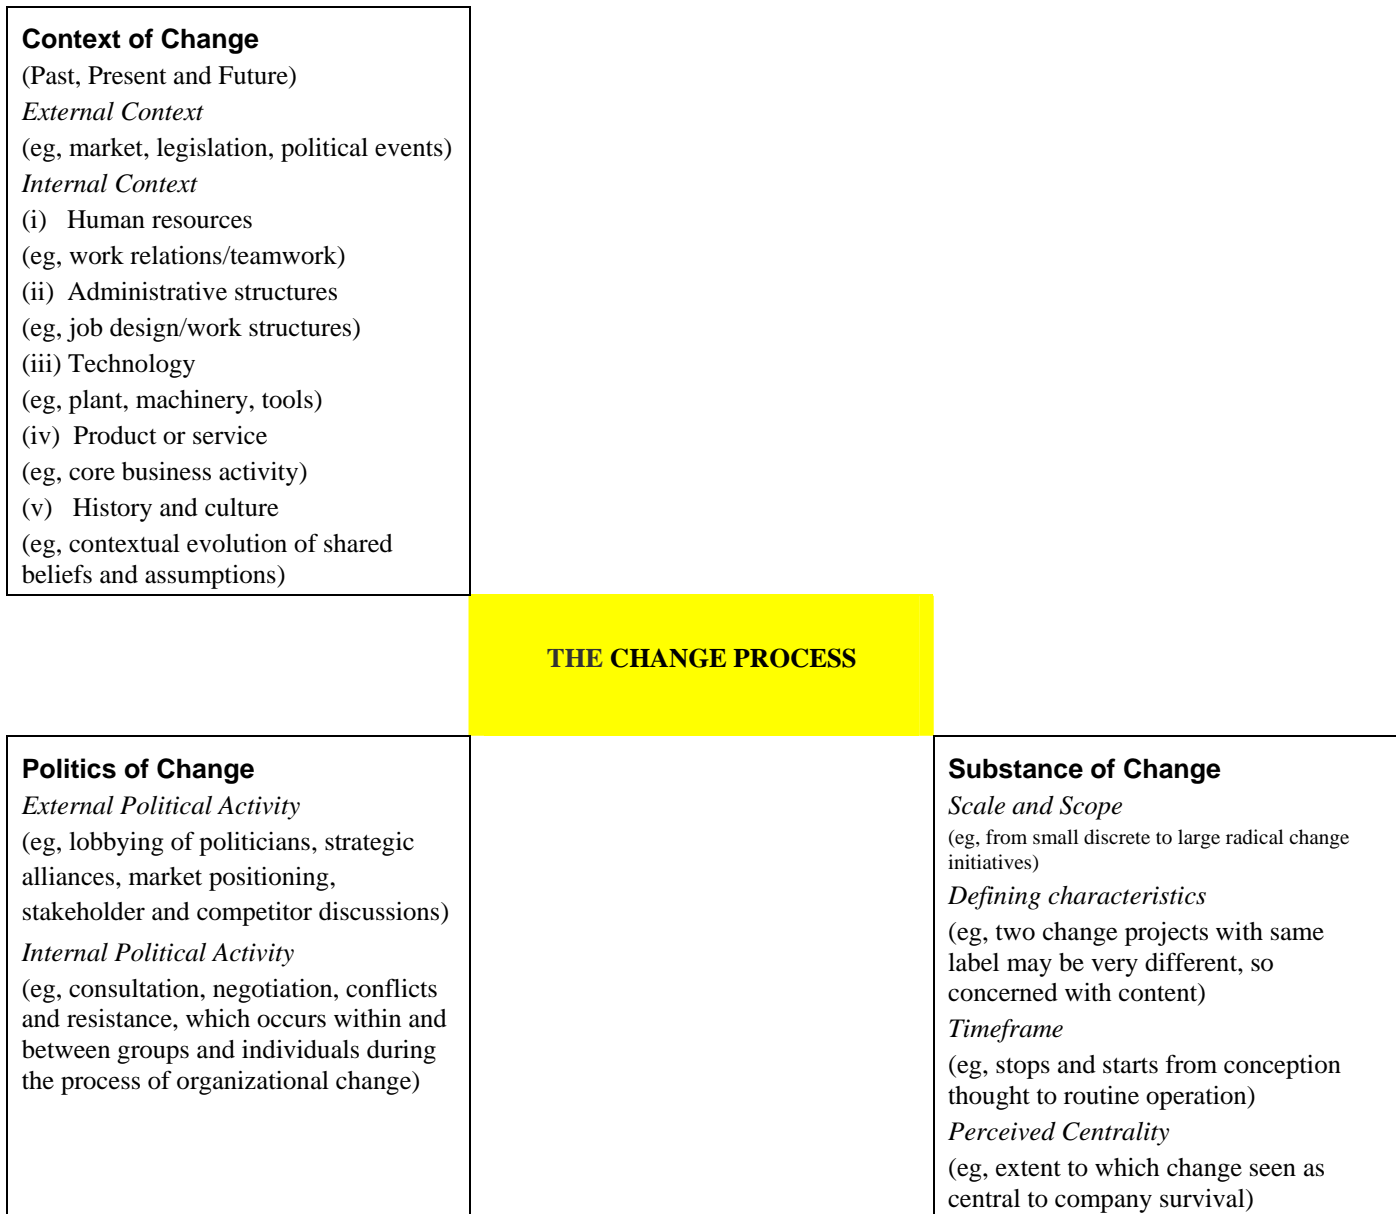 Context of Change
(Past, Present and Future)
External Context
(eg, market, legislation, political events)
Internal Context
(i) Human resources
(eg, work relations/teamwork)
(ii) Administrative structures
(eg, job design/work structures)
(iii) Technology
(eg, plant, machinery, tools)
(iv) Product or service
(eg, core business activity)
(v) History and culture
(eg, contextual evolution of shared
beliefs and assumptions)
THE CHANGE PROCESS
Politics of Change
External Political Activity
(eg, lobbying of politicians, strategic
alliances, market positioning,
stakeholder and competitor discussions)
Internal Political Activity
(eg, consultation, negotiation, conflicts
and resistance, which occurs within and
between groups and individuals during
the process of organizational change)
Substance of Change
Scale and Scope
(eg, from small discrete to large radical change
initiatives)
Defining characteristics
(eg, two change projects with same
label may be very different, so
concerned with content)
Timeframe
(eg, stops and starts from conception
thought to routine operation)
Perceived Centrality
(eg, extent to which change seen as
central to company survival)